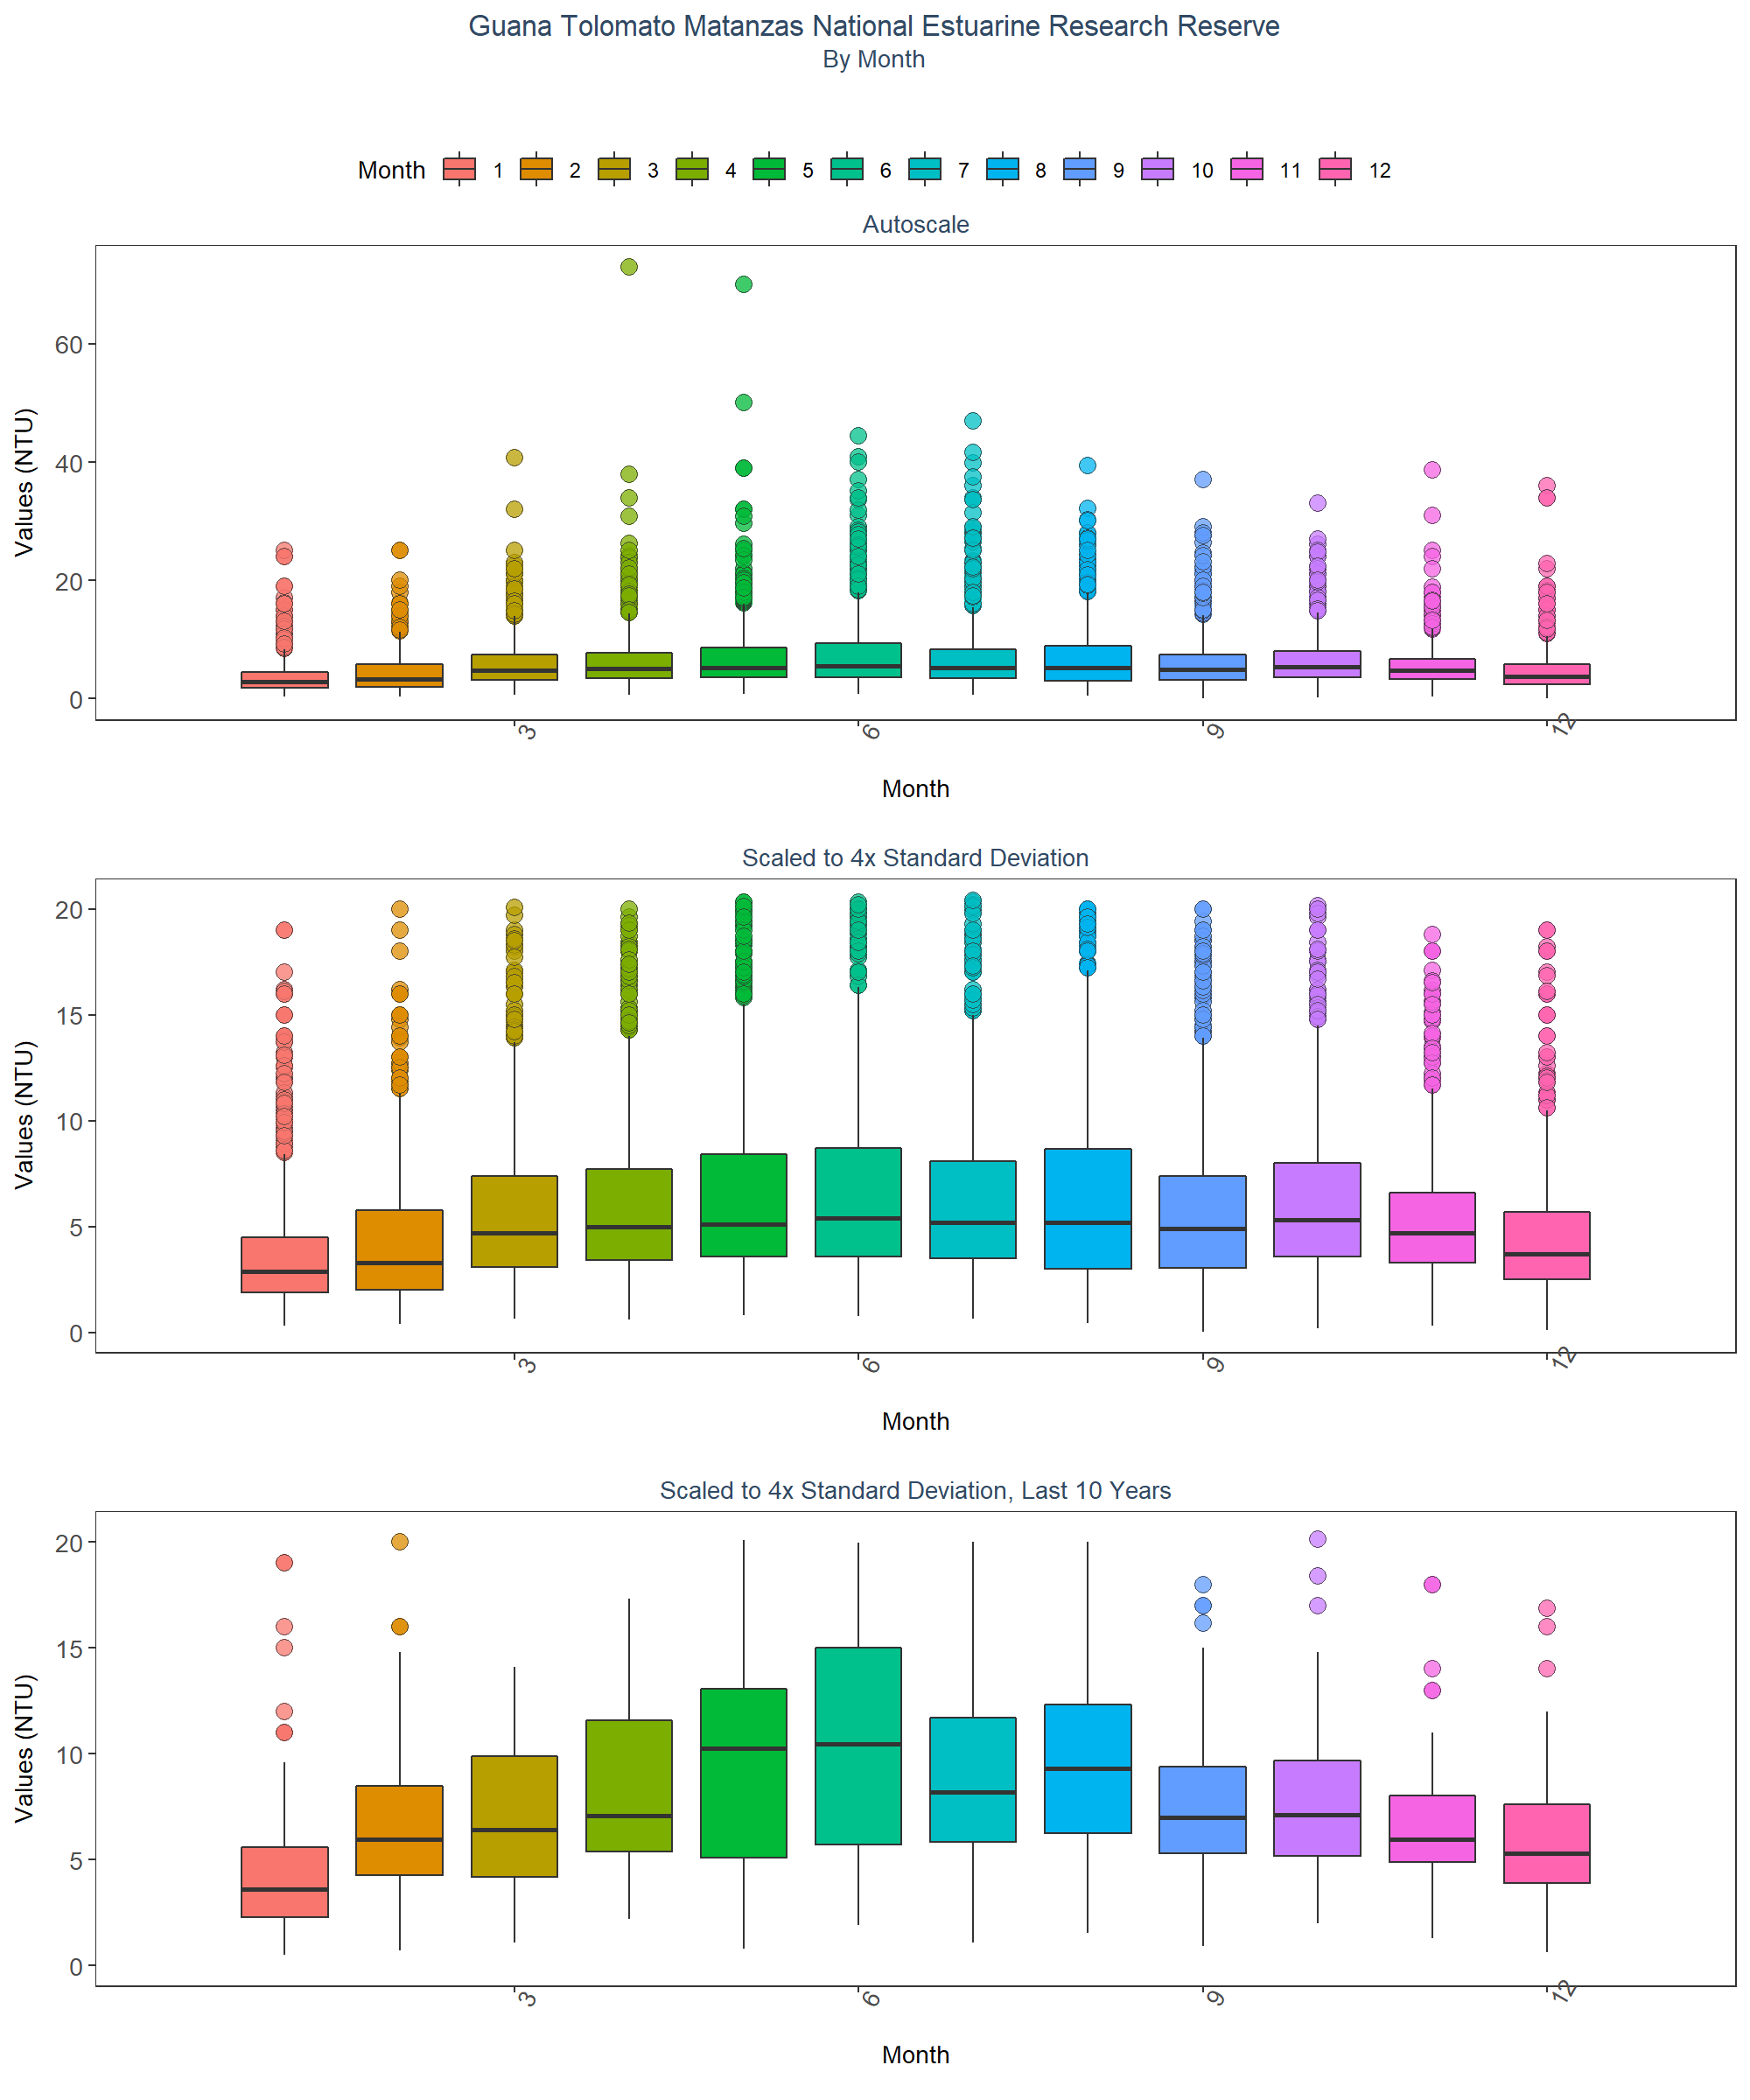 Guana Tolomato Matanzas National Estuarine Research Reserve
By Month
Month 1 2 3 4 5 6 7 8 9 10 11 12
Autoscale
Values (NTU)
60
40
20
0
3 6 9 12
Month
Scaled to 4x Standard Deviation
Values (NTU)
20
15
10
5
0
3 6 9 12
Month
Scaled to 4x Standard Deviation, Last 10 Years
Values (NTU)
20
15
10
5
0
3 6 9 12
Month